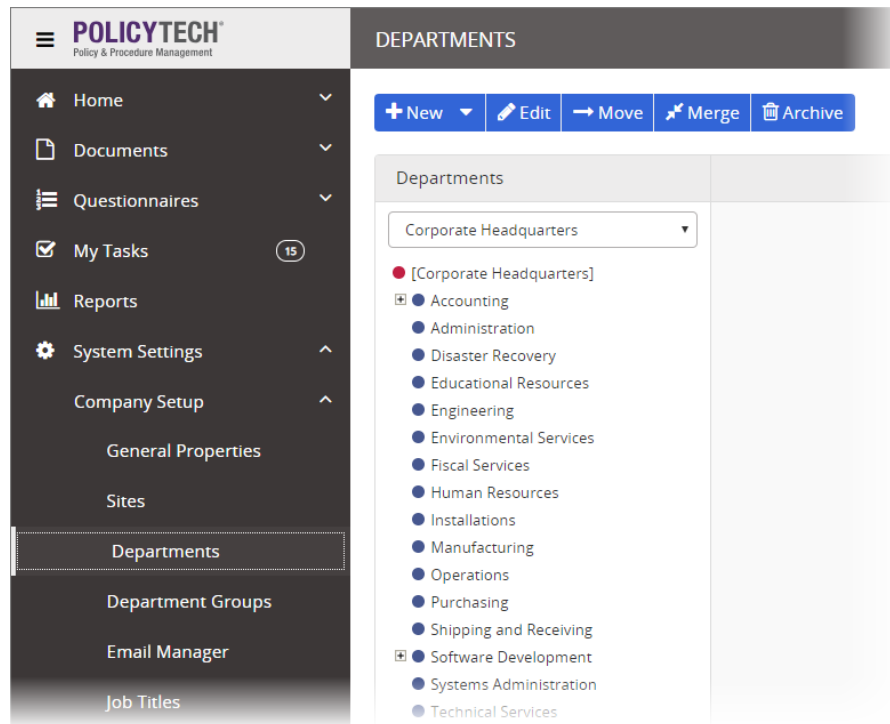 POLICYTECH®
Policy & Procedure Management
DEPARTMENTS
Home
Documents
Questionnaires
My Tasks 15
Reports
System Settings
Company Setup
General Properties
Sites
Departments
Department Groups
Email Manager
Job Titles
New Edit Move Merge Archive
Departments
Corporate Headquarters
[Corporate Headquarters]
Accounting
Administration
Disaster Recovery
Educational Resources
Engineering
Environmental Services
Fiscal Services
Human Resources
Installations
Manufacturing
Operations
Purchasing
Shipping and Receiving
Software Development
Systems Administration
Technical Services